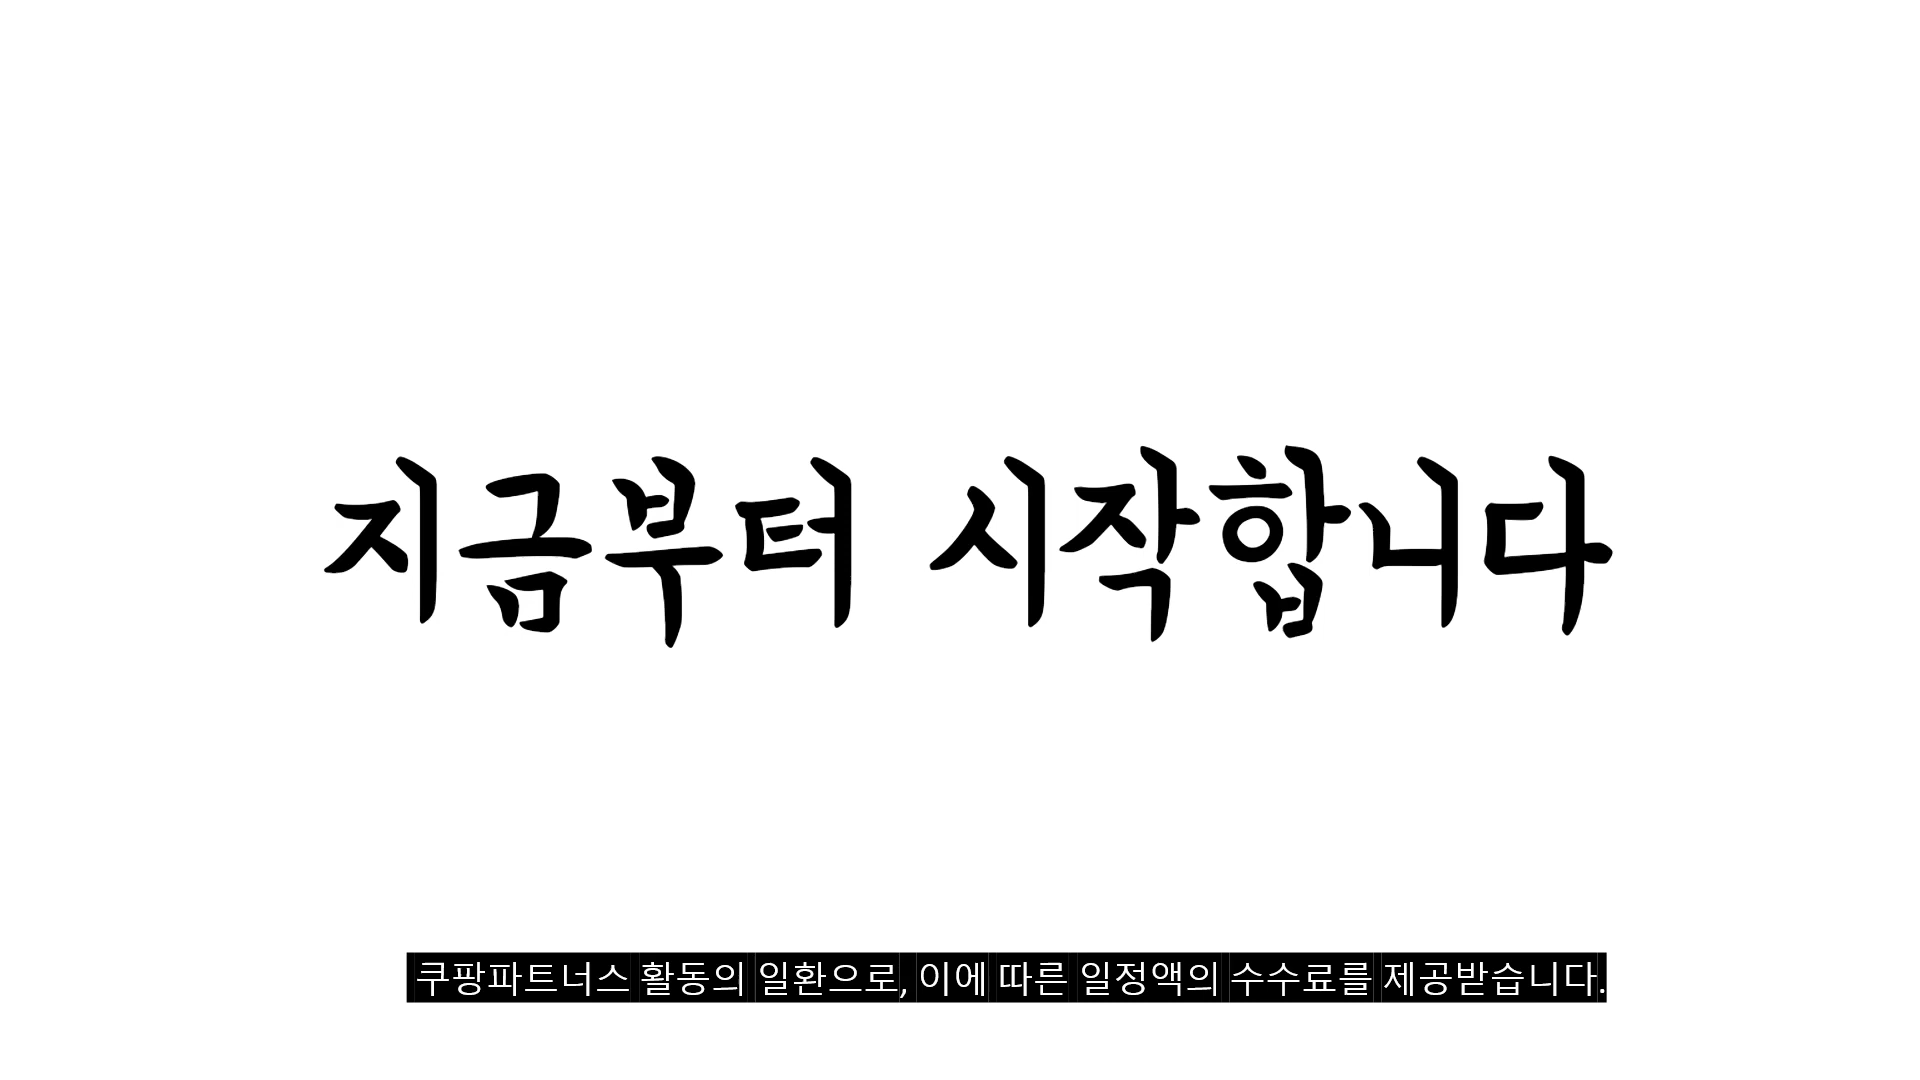 지금부터 시작합니다
쿠팡파트너스 활동의 일환으로, 이에 따른 일정액의 수수료를 제공받습니다.